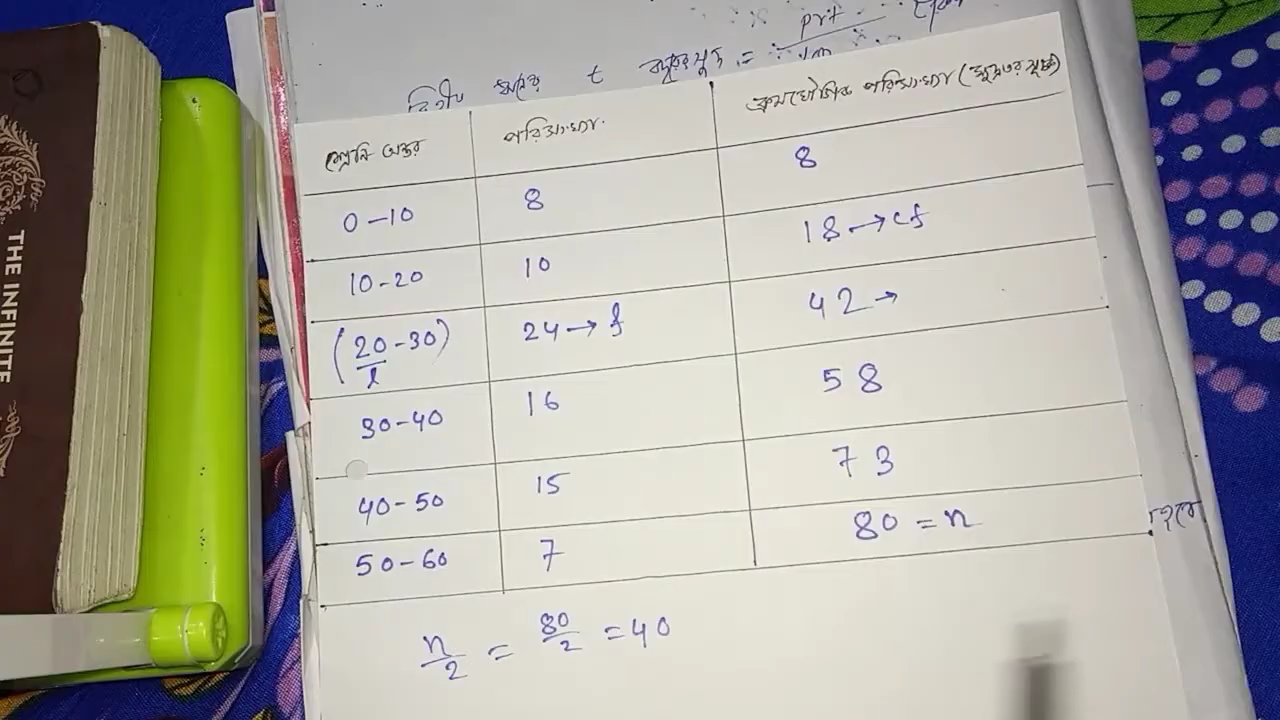 prt
দ্বিতীয় t =
শ্রেণি অন্তর পরিসংখ্যা ক্রমযৌগিক পরিসংখ্যা (ক্ষুদ্রতর সূচক)
0-10 8 8
10-20 10 18→cf
(20-30) 24→f 42→
l
30-40 16 58
40-50 15 73
50-60 7 80=n
n/2 = 80/2 = 40
THE INFINITE